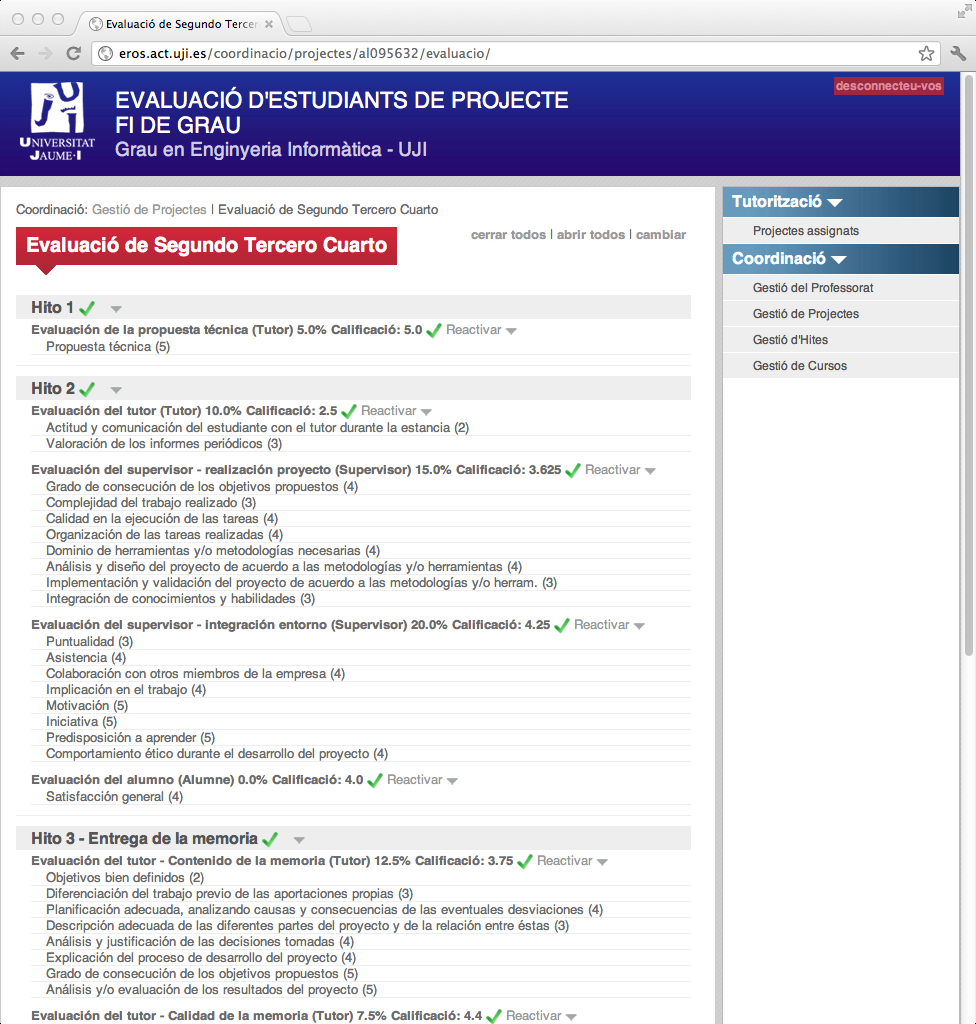 Evaluació de Segundo Tercer
eros.act.uji.es/coordinacio/projectes/al095632/evaluacio/
desconnecteu-vos
UNIVERSITAT
JAUME·I
EVALUACIÓ D'ESTUDIANTS DE PROJECTE
FI DE GRAU
Grau en Enginyeria Informàtica - UJI
Coordinació: Gestió de Projectes | Evaluació de Segundo Tercero Cuarto
Evaluació de Segundo Tercero Cuarto
cerrar todos | abrir todos | cambiar
Hito 1
Evaluación de la propuesta técnica (Tutor) 5.0% Calificació: 5.0 Reactivar
Propuesta técnica (5)
Hito 2
Evaluación del tutor (Tutor) 10.0% Calificació: 2.5 Reactivar
Actitud y comunicación del estudiante con el tutor durante la estancia (2)
Valoración de los informes periódicos (3)
Evaluación del supervisor - realización proyecto (Supervisor) 15.0% Calificació: 3.625 Reactivar
Grado de consecución de los objetivos propuestos (4)
Complejidad del trabajo realizado (3)
Calidad en la ejecución de las tareas (4)
Organización de las tareas realizadas (4)
Dominio de herramientas y/o metodologías necesarias (4)
Análisis y diseño del proyecto de acuerdo a las metodologías y/o herramientas (4)
Implementación y validación del proyecto de acuerdo a las metodologías y/o herram. (3)
Integración de conocimientos y habilidades (3)
Evaluación del supervisor - integración entorno (Supervisor) 20.0% Calificació: 4.25 Reactivar
Puntualidad (3)
Asistencia (4)
Colaboración con otros miembros de la empresa (4)
Implicación en el trabajo (4)
Motivación (5)
Iniciativa (5)
Predisposición a aprender (5)
Comportamiento ético durante el desarrollo del proyecto (4)
Evaluación del alumno (Alumne) 0.0% Calificació: 4.0 Reactivar
Satisfacción general (4)
Hito 3 - Entrega de la memoria
Evaluación del tutor - Contenido de la memoria (Tutor) 12.5% Calificació: 3.75 Reactivar
Objetivos bien definidos (2)
Diferenciación del trabajo previo de las aportaciones propias (3)
Planificación adecuada, analizando causas y consecuencias de las eventuales desviaciones (4)
Descripción adecuada de las diferentes partes del proyecto y de la relación entre éstas (3)
Análisis y justificación de las decisiones tomadas (4)
Explicación del proceso de desarrollo del proyecto (4)
Grado de consecución de los objetivos propuestos (5)
Análisis y/o evaluación de los resultados del proyecto (5)
Evaluación del tutor - Calidad de la memoria (Tutor) 7.5% Calificació: 4.4 Reactivar
Tutorització
Projectes assignats
Coordinació
Gestió del Professorat
Gestió de Projectes
Gestió d'Hites
Gestió de Cursos